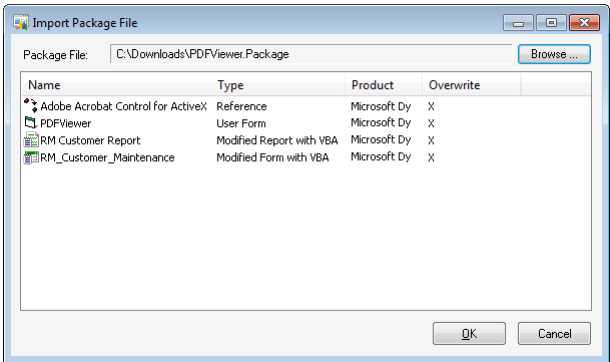 Import Package File
Package File: C:\Downloads\PDFViewer.Package Browse ...
Name Type Product Overwrite
Adobe Acrobat Control for ActiveX Reference Microsoft Dy X
PDFViewer User Form Microsoft Dy X
RM Customer Report Modified Report with VBA Microsoft Dy X
RM_Customer_Maintenance Modified Form with VBA Microsoft Dy X
OK Cancel